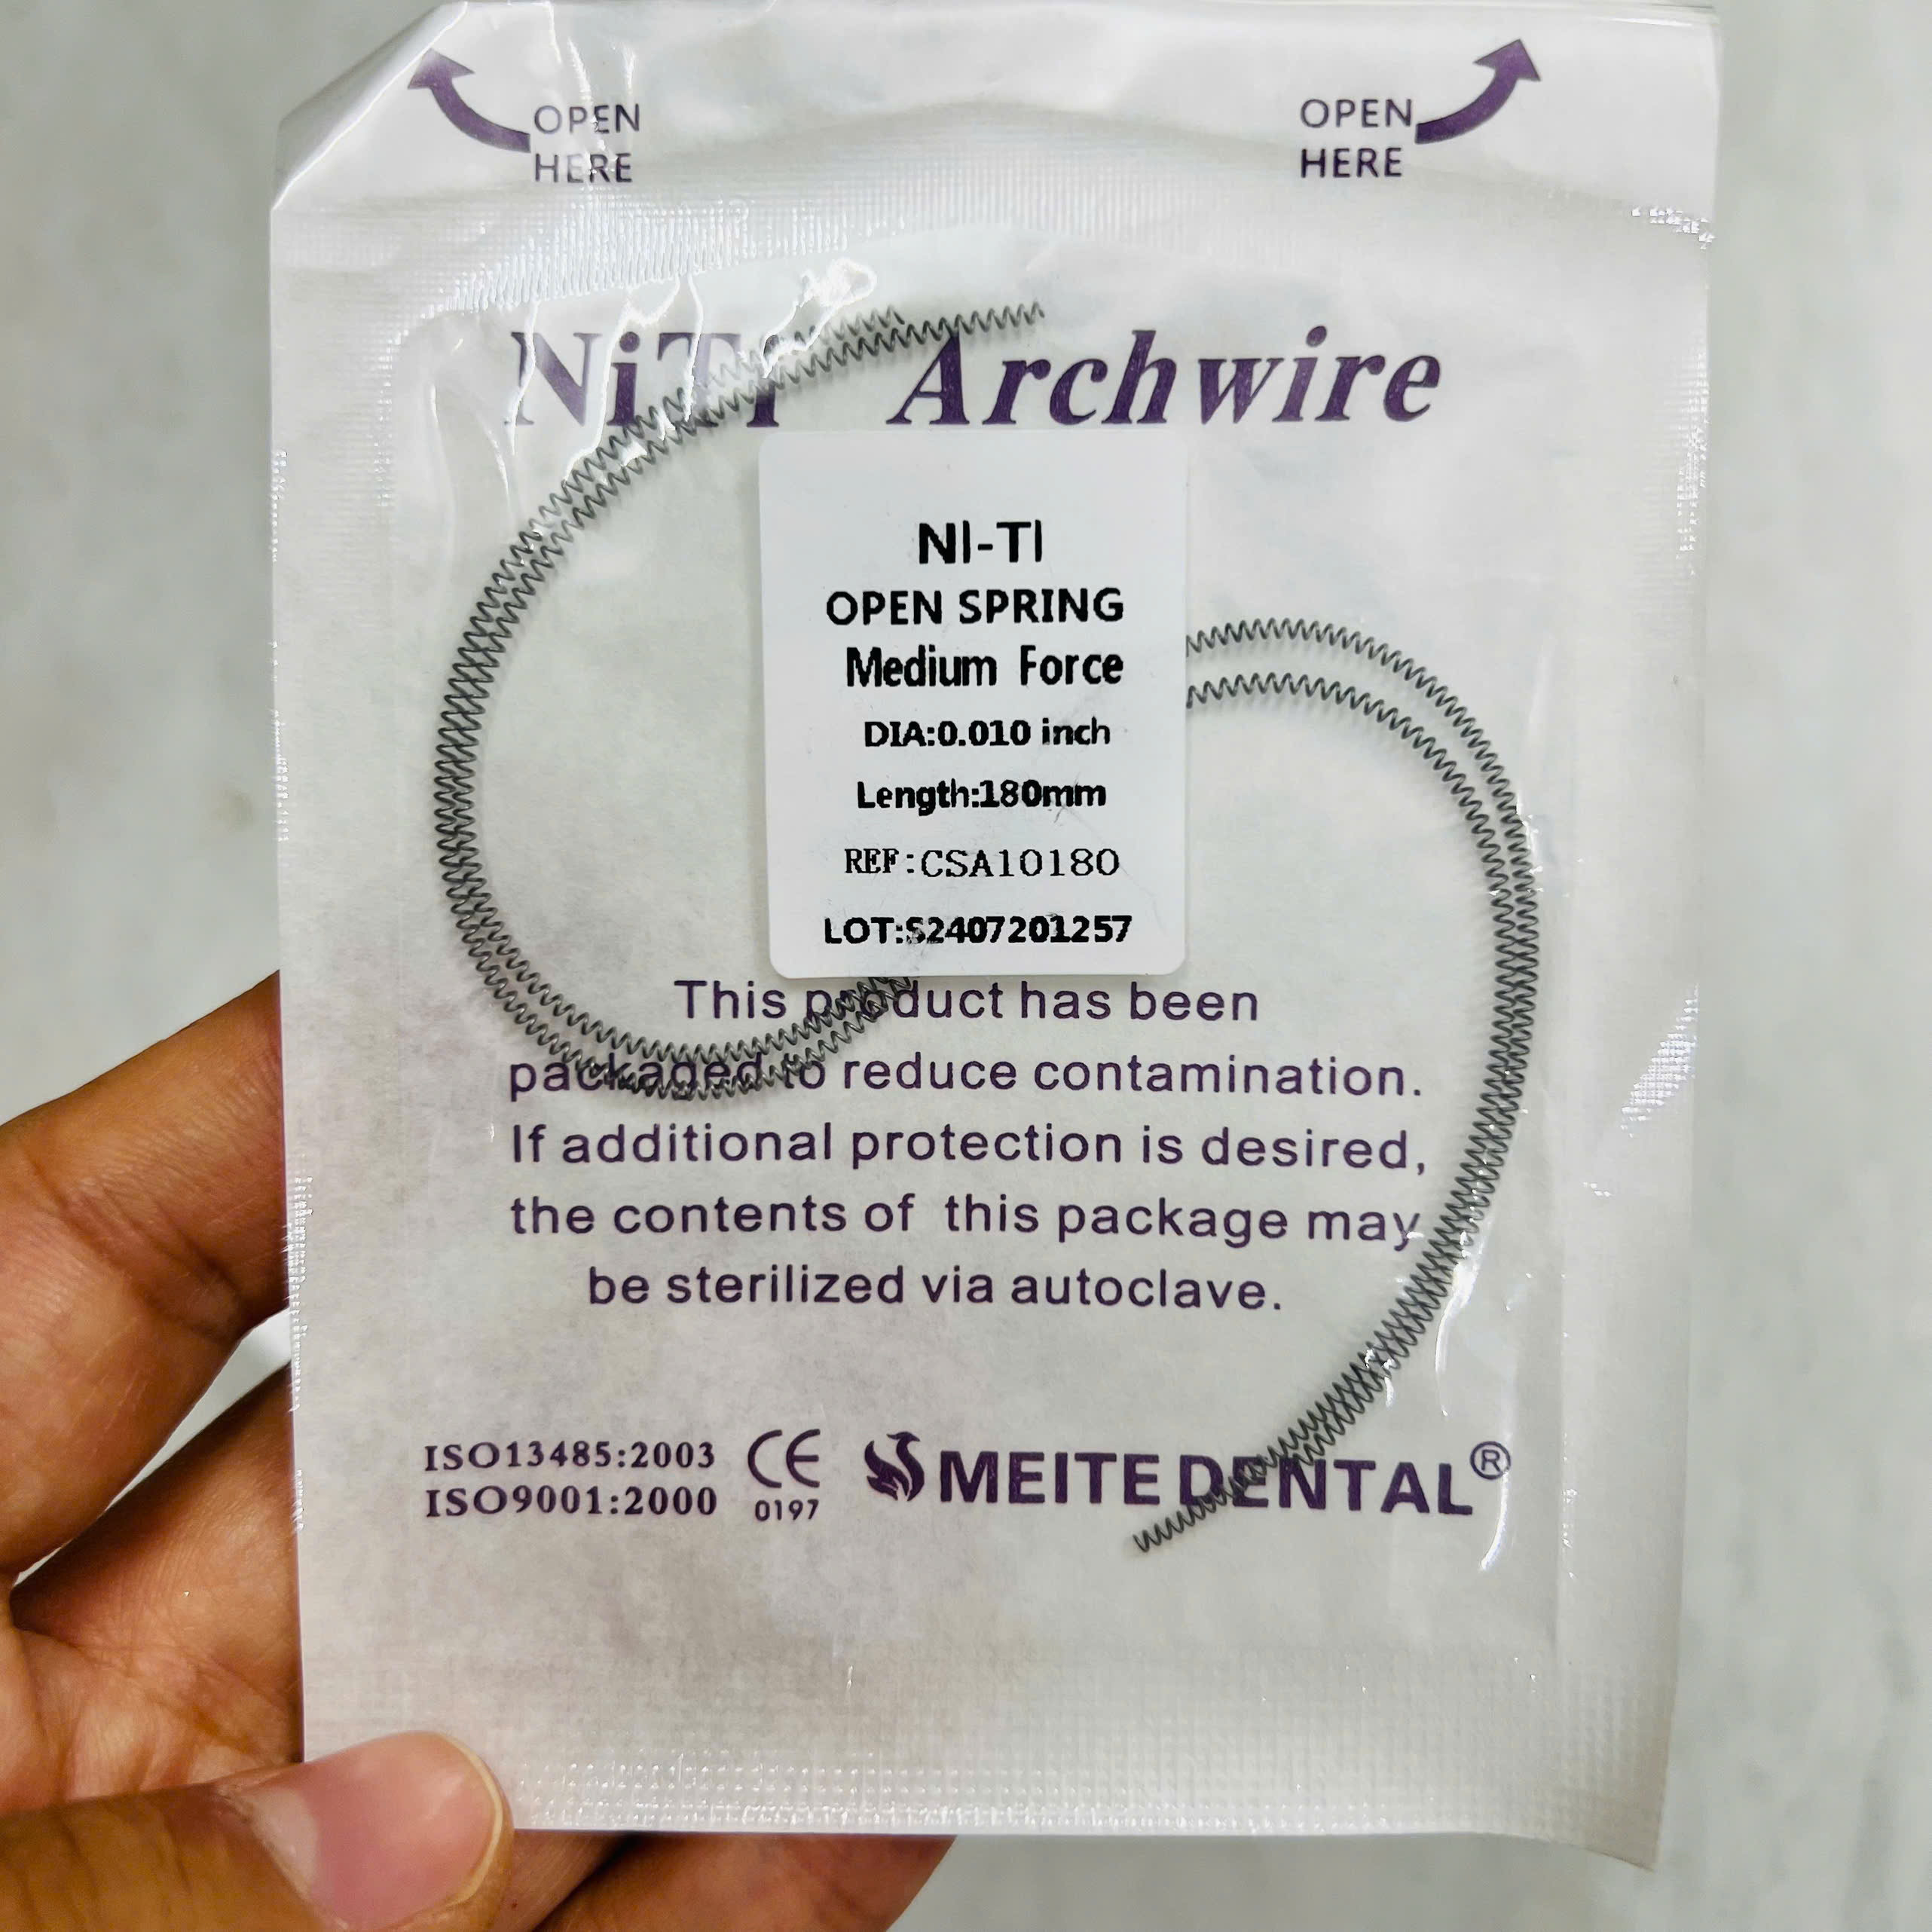 OPEN
HERE
OPEN
HERE
NiTi Archwire
NI-TI
OPEN SPRING
Medium Force
DIA:0.010 inch
Length:180mm
REF:CSA10180
LOT:S2407201257
This product has been
packaged to reduce contamination.
If additional protection is desired,
the contents of this package may
be sterilized via autoclave.
ISO13485:2003
ISO9001:2000
CE
0197
MEITE DENTAL®